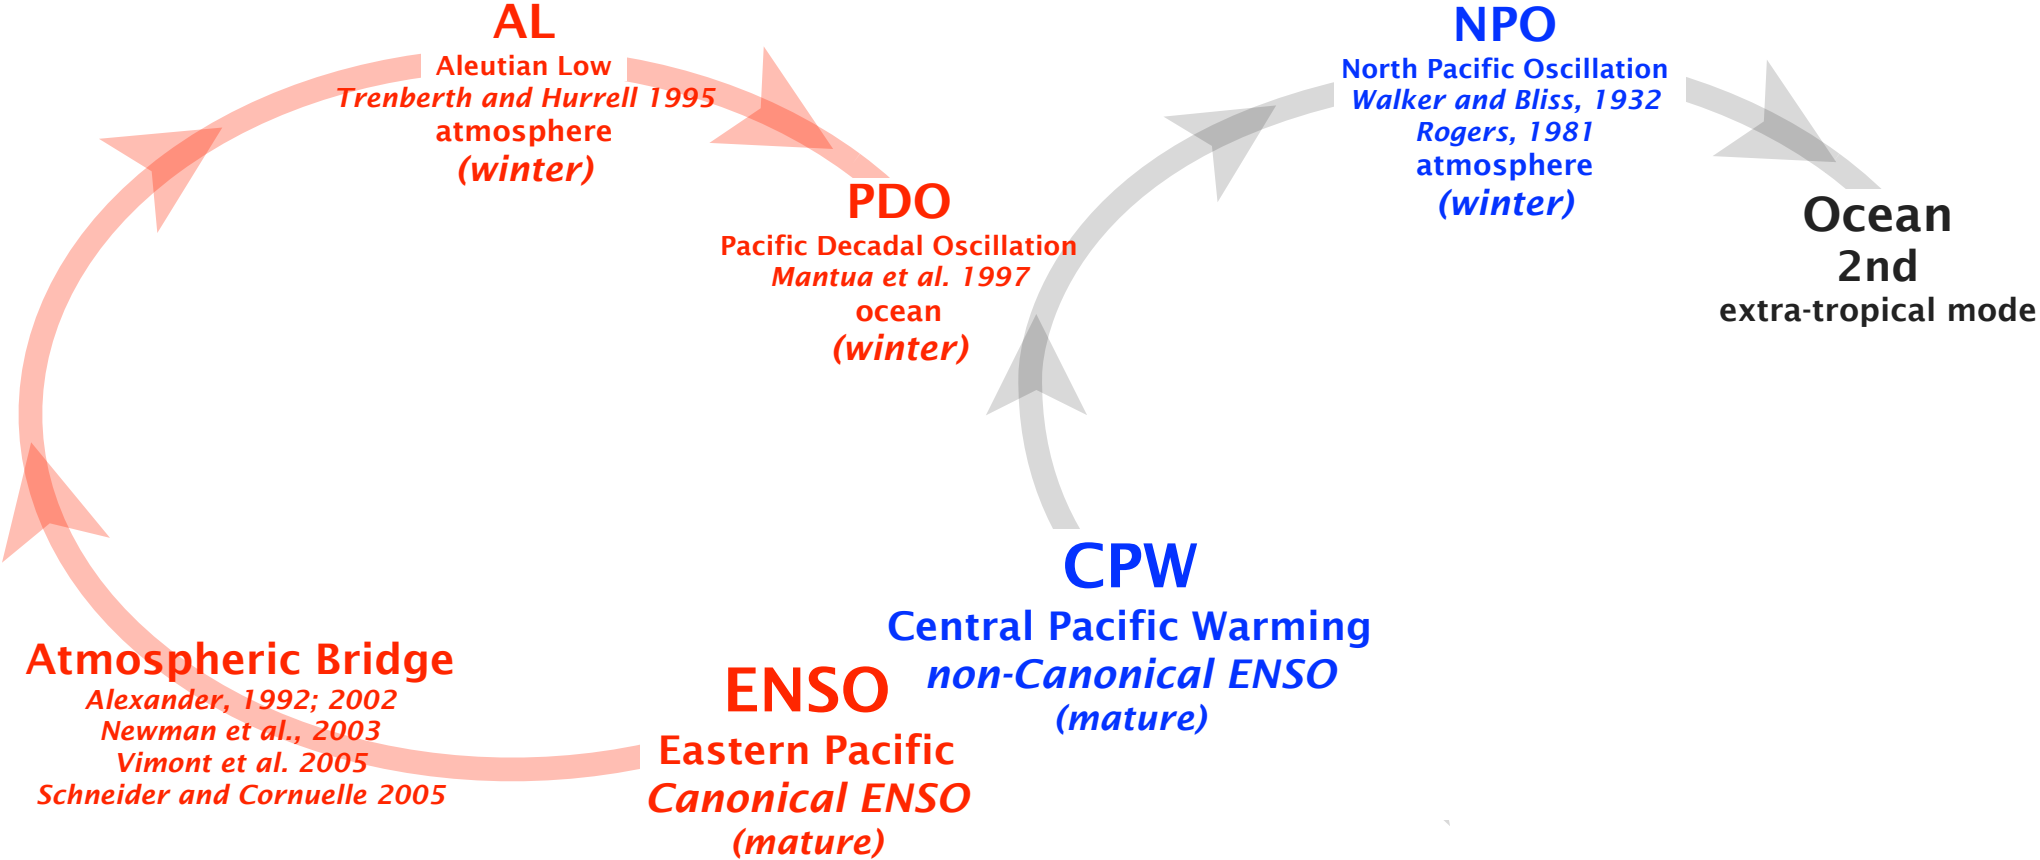 AL
Aleutian Low
Trenberth and Hurrell 1995
atmosphere
(winter)
PDO
Pacific Decadal Oscillation
Mantua et al. 1997
ocean
(winter)
NPO
North Pacific Oscillation
Walker and Bliss, 1932
Rogers, 1981
atmosphere
(winter)
Ocean
2nd
extra-tropical mode
Atmospheric Bridge
Alexander, 1992; 2002
Newman et al., 2003
Vimont et al. 2005
Schneider and Cornuelle 2005
ENSO
Eastern Pacific
Canonical ENSO
(mature)
CPW
Central Pacific Warming
non-Canonical ENSO
(mature)